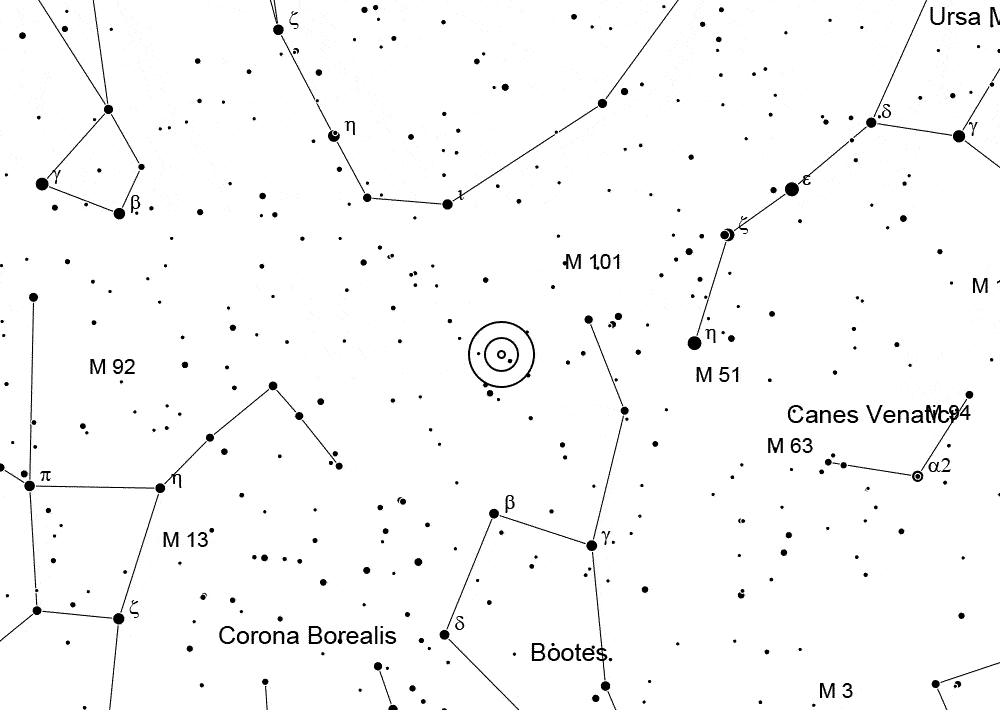 Ursa M
ζ
δ
η
γ
γ
ε
β
ι
ζ
M 101
M 1
η
M 92
M 51
Canes Venatici
M 94
M 63
α2
π
η
β
M 13
γ
ζ
δ
Corona Borealis
Bootes
M 3